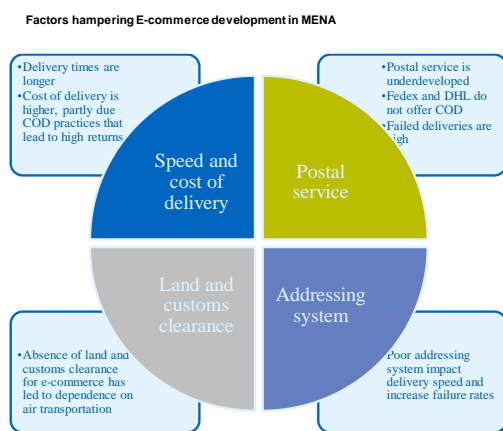 Factors hampering E-commerce development in MENA
•Delivery times are
longer
•Cost of delivery is
higher, partly due
COD practices that
lead to high returns
•Postal service is
underdeveloped
•Fedex and DHL do
not offer COD
•Failed deliveries are
high
Speed and
cost of
delivery
Postal
service
Land and
customs
clearance
Addressing
system
•Absence of land and
customs clearance
for e-commerce has
led to dependence on
air transportation
•Poor addressing
system impact
delivery speed and
increase failure rates